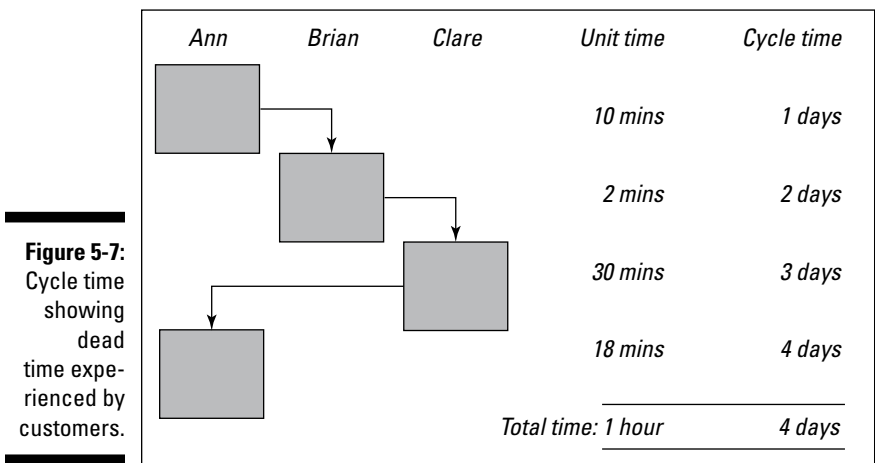 Ann Brian Clare Unit time Cycle time
10 mins 1 days
2 mins 2 days
30 mins 3 days
18 mins 4 days
Total time: 1 hour 4 days
Figure 5-7:
Cycle time
showing
dead
time expe-
rienced by
customers.